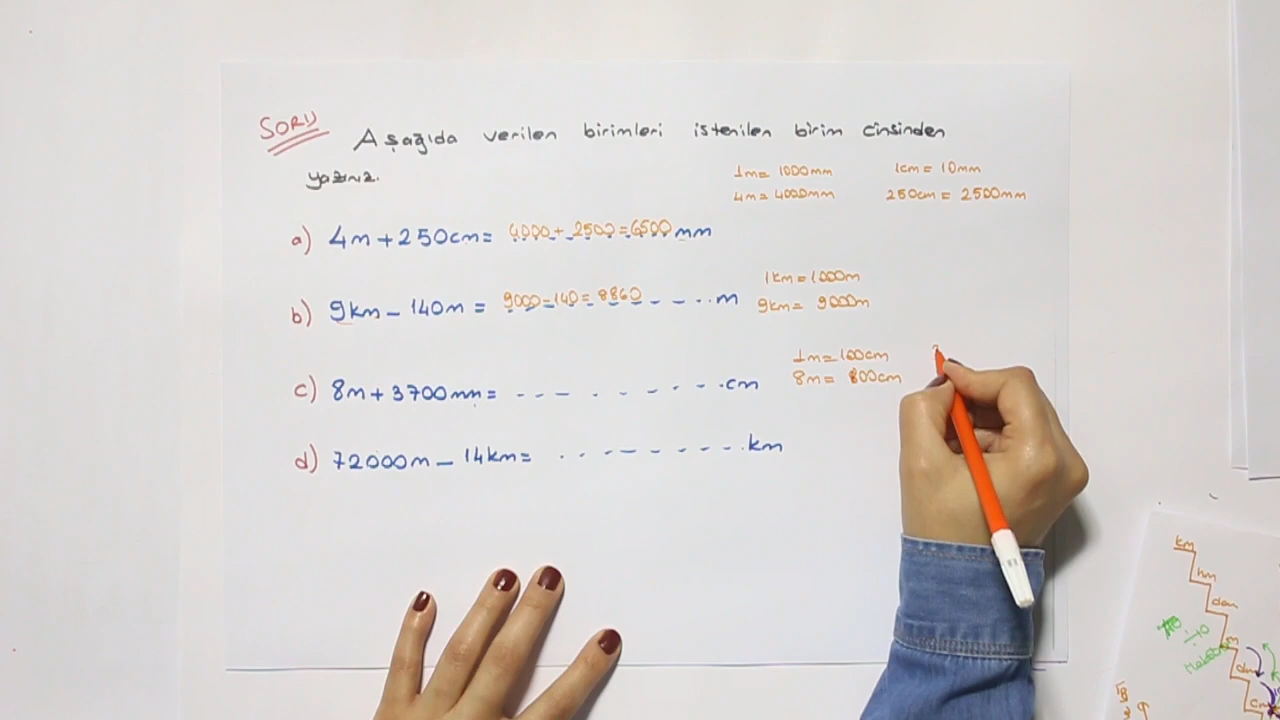 SORU Aşağıda verilen birimleri istenilen birim cinsinden
yazınız.
1m = 1000mm 1cm = 10mm
4m = 4000mm 250cm = 2500mm
a) 4m + 250cm = 4000 + 2500 = 6500 mm
1km = 1000m
b) 9km - 140m = 9000 - 140 = 8860 m
9km = 9000m
1m = 100cm
8m = 800cm
c) 8m + 3700mm = ......... cm
d) 72000m - 14km = ......... km
km
hm
dam
m
dm
cm